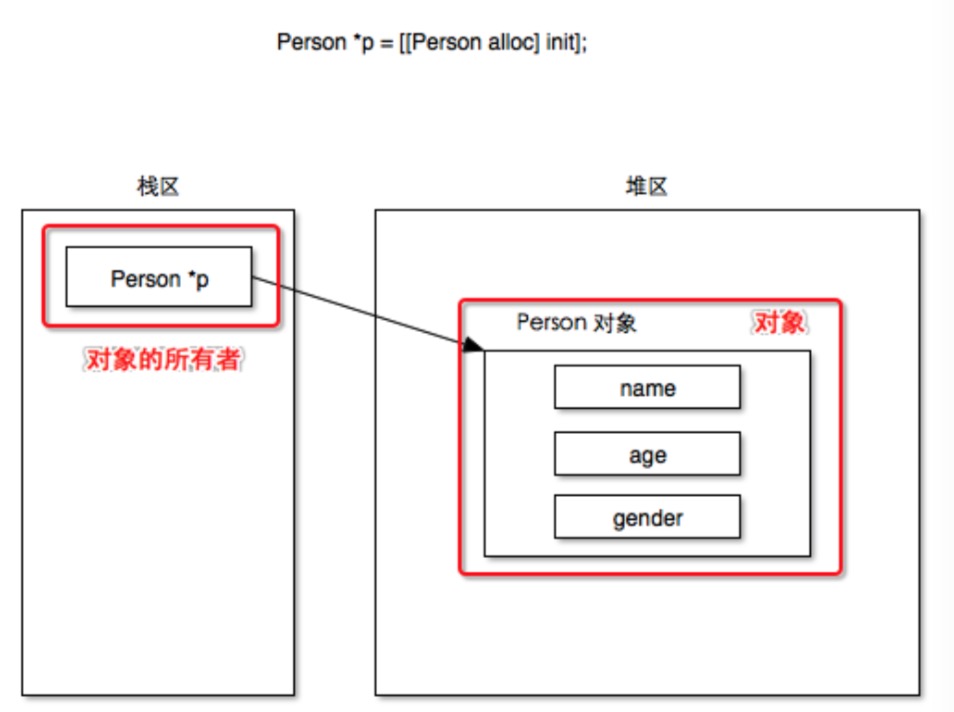 Person *p = [[Person alloc] init];
栈区
堆区
Person *p
对象的所有者
Person 对象
对象
name
age
gender